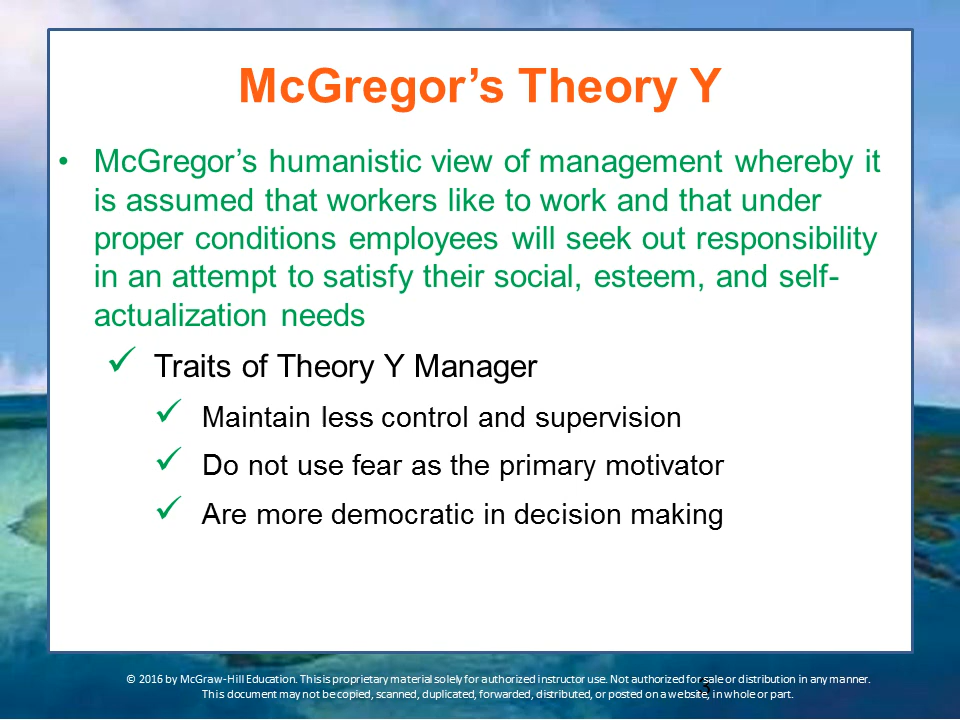 McGregor’s Theory Y
• McGregor’s humanistic view of management whereby it
is assumed that workers like to work and that under
proper conditions employees will seek out responsibility
in an attempt to satisfy their social, esteem, and self-
actualization needs
✓ Traits of Theory Y Manager
✓ Maintain less control and supervision
✓ Do not use fear as the primary motivator
✓ Are more democratic in decision making
© 2016 by McGraw-Hill Education. This is proprietary material solely for authorized instructor use. Not authorized for sale or distribution in any manner.
This document may not be copied, scanned, duplicated, forwarded, distributed, or posted on a website, in whole or part.
5